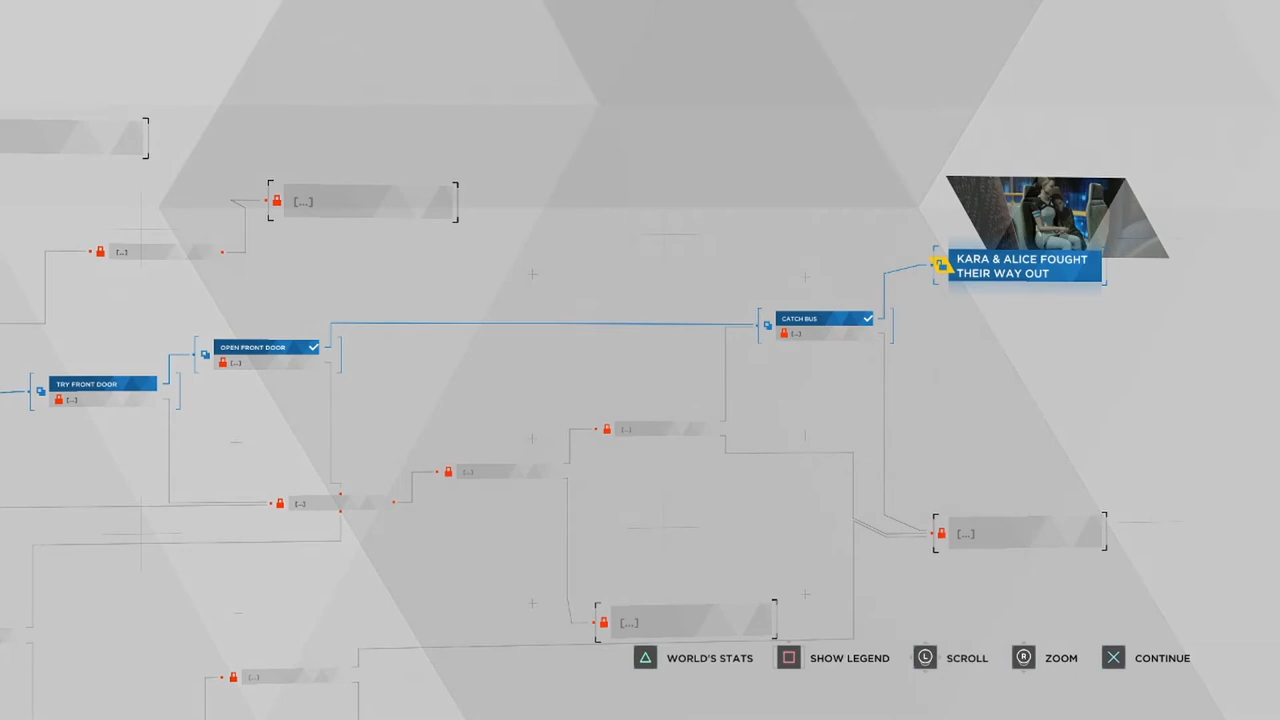 [...]
[...]
KARA & ALICE FOUGHT
THEIR WAY OUT
CATCH BUS
[...]
OPEN FRONT DOOR
[...]
TRY FRONT DOOR
[...]
[...]
[...]
[...]
[...]
[...]
[...]
WORLD'S STATS
SHOW LEGEND
L
SCROLL
R
ZOOM
CONTINUE